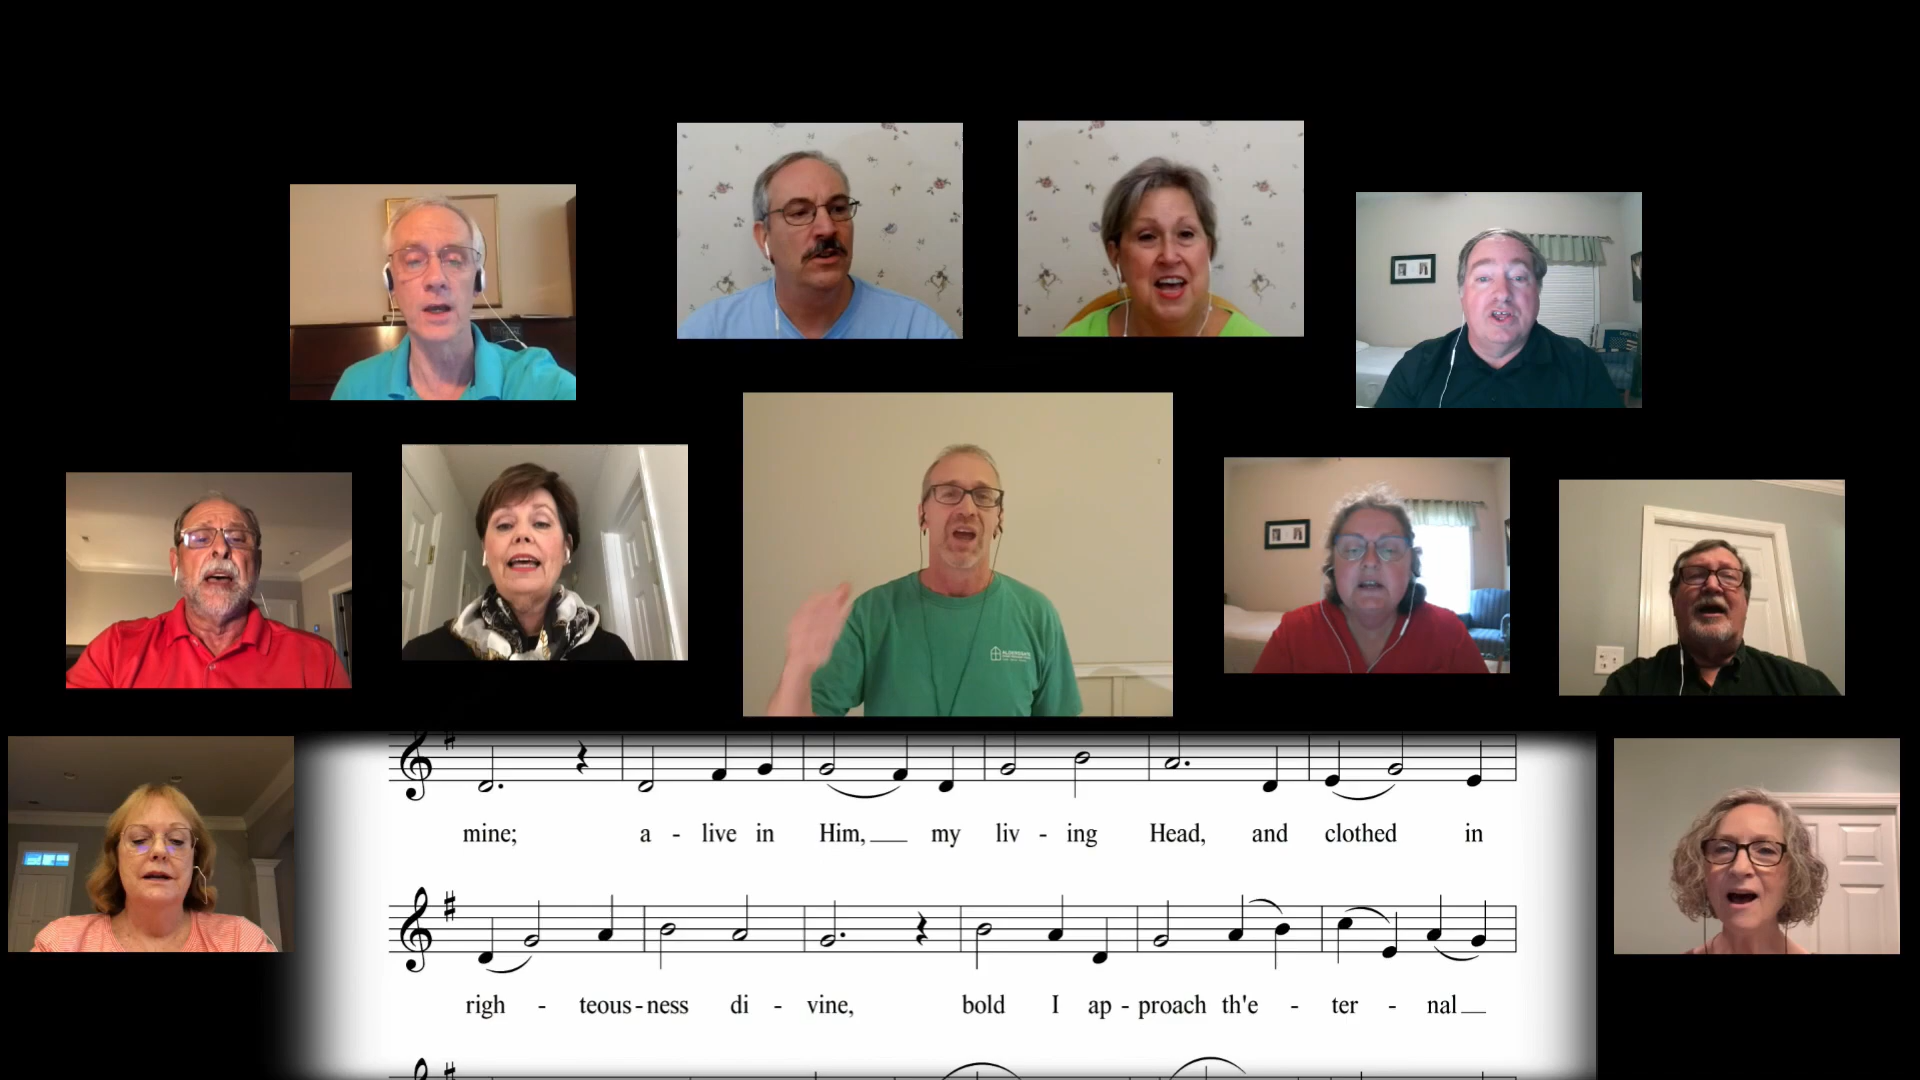 mine; a - live in Him, my liv - ing Head, and clothed in
righ - teous - ness di - vine, bold I ap - proach th'e - ter - nal